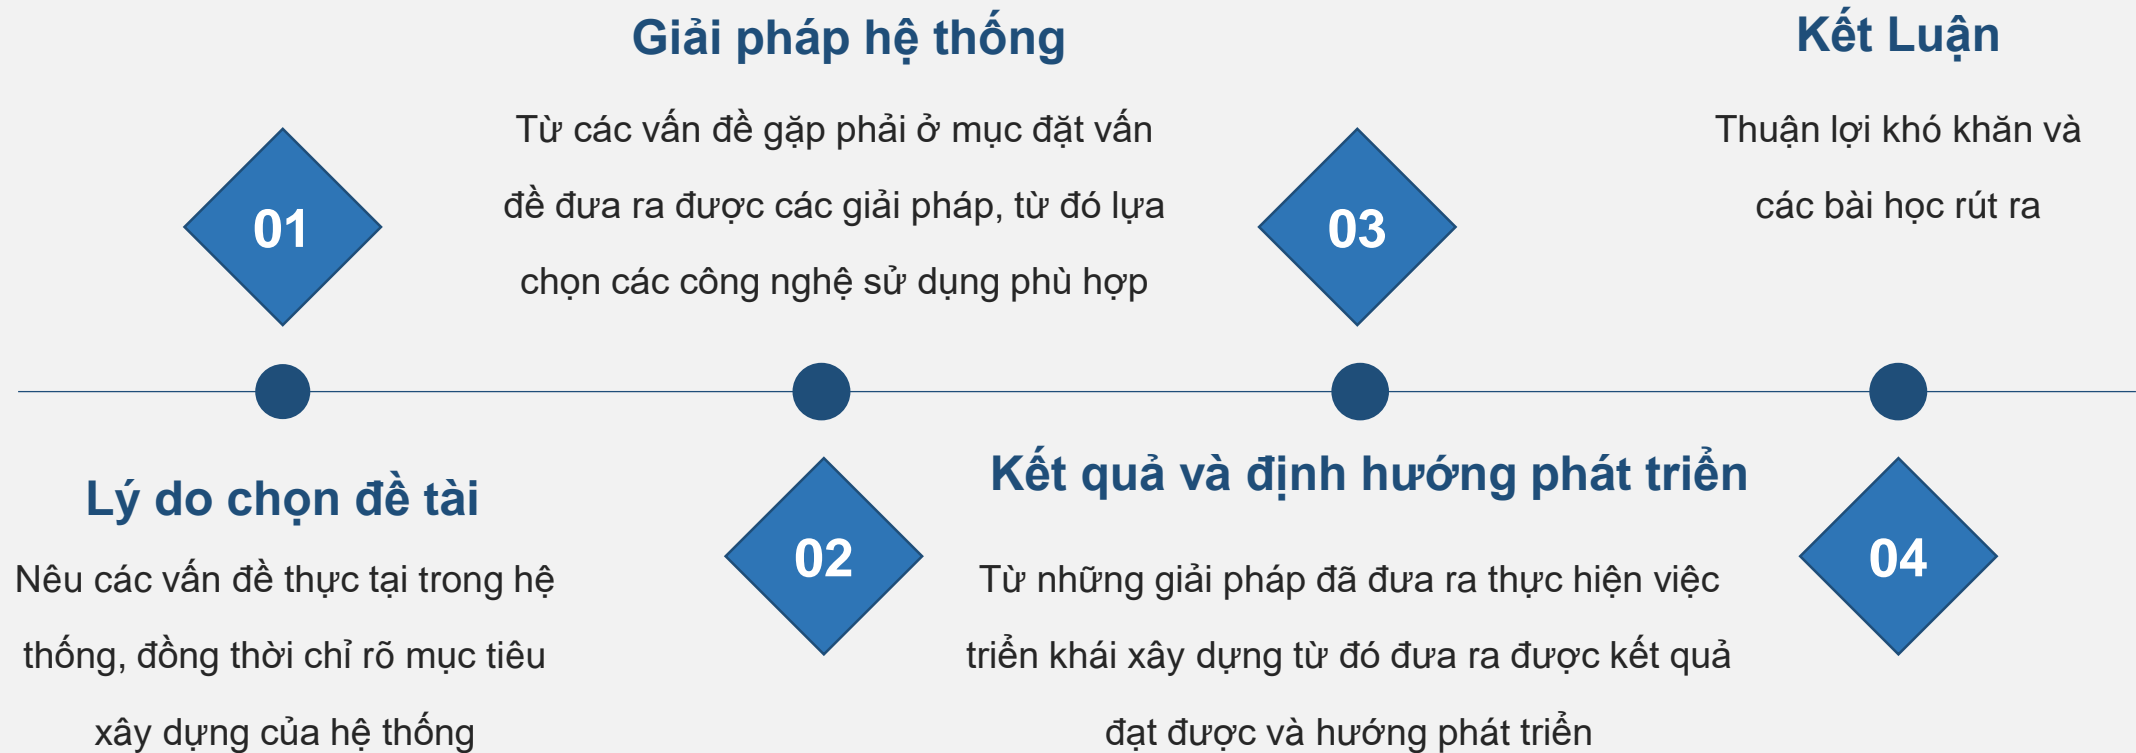 01
Lý do chọn đề tài
Nêu các vấn đề thực tại trong hệ
thống, đồng thời chỉ rõ mục tiêu
xây dựng của hệ thống
Giải pháp hệ thống
Từ các vấn đề gặp phải ở mục đặt vấn
đề đưa ra được các giải pháp, từ đó lựa
chọn các công nghệ sử dụng phù hợp
02
03
Kết quả và định hướng phát triển
Từ những giải pháp đã đưa ra thực hiện việc
triển khái xây dựng từ đó đưa ra được kết quả
đạt được và hướng phát triển
Kết Luận
Thuận lợi khó khăn và
các bài học rút ra
04